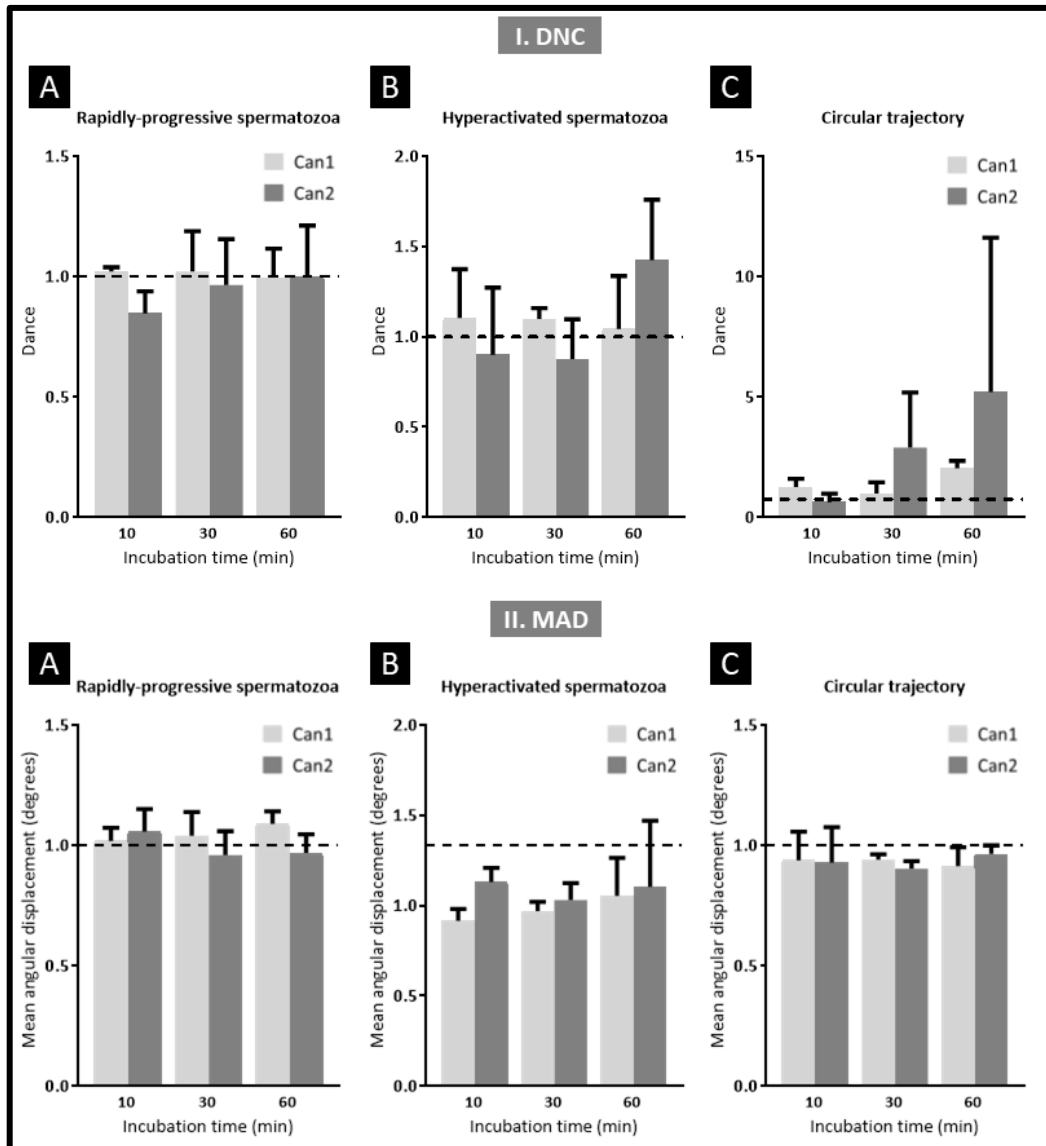 I. DNC
A
Rapidly-progressive spermatozoa
Dance
1.5
1.0
0.5
0.0
Can1
Can2
10 30 60
Incubation time (min)
B
Hyperactivated spermatozoa
Dance
2.0
1.5
1.0
0.5
0.0
10 30 60
Incubation time (min)
C
Circular trajectory
Dance
15
10
5
0
Can1
Can2
10 30 60
Incubation time (min)
II. MAD
A
Rapidly-progressive spermatozoa
Mean angular displacement (degrees)
1.5
1.0
0.5
0.0
Can1
Can2
10 30 60
Incubation time (min)
B
Hyperactivated spermatozoa
Mean angular displacement (degrees)
2.0
1.5
1.0
0.5
0.0
Can1
Can2
10 30 60
Incubation time (min)
C
Circular trajectory
Mean angular displacement (degrees)
1.5
1.0
0.5
0.0
Can1
Can2
10 30 60
Incubation time (min)